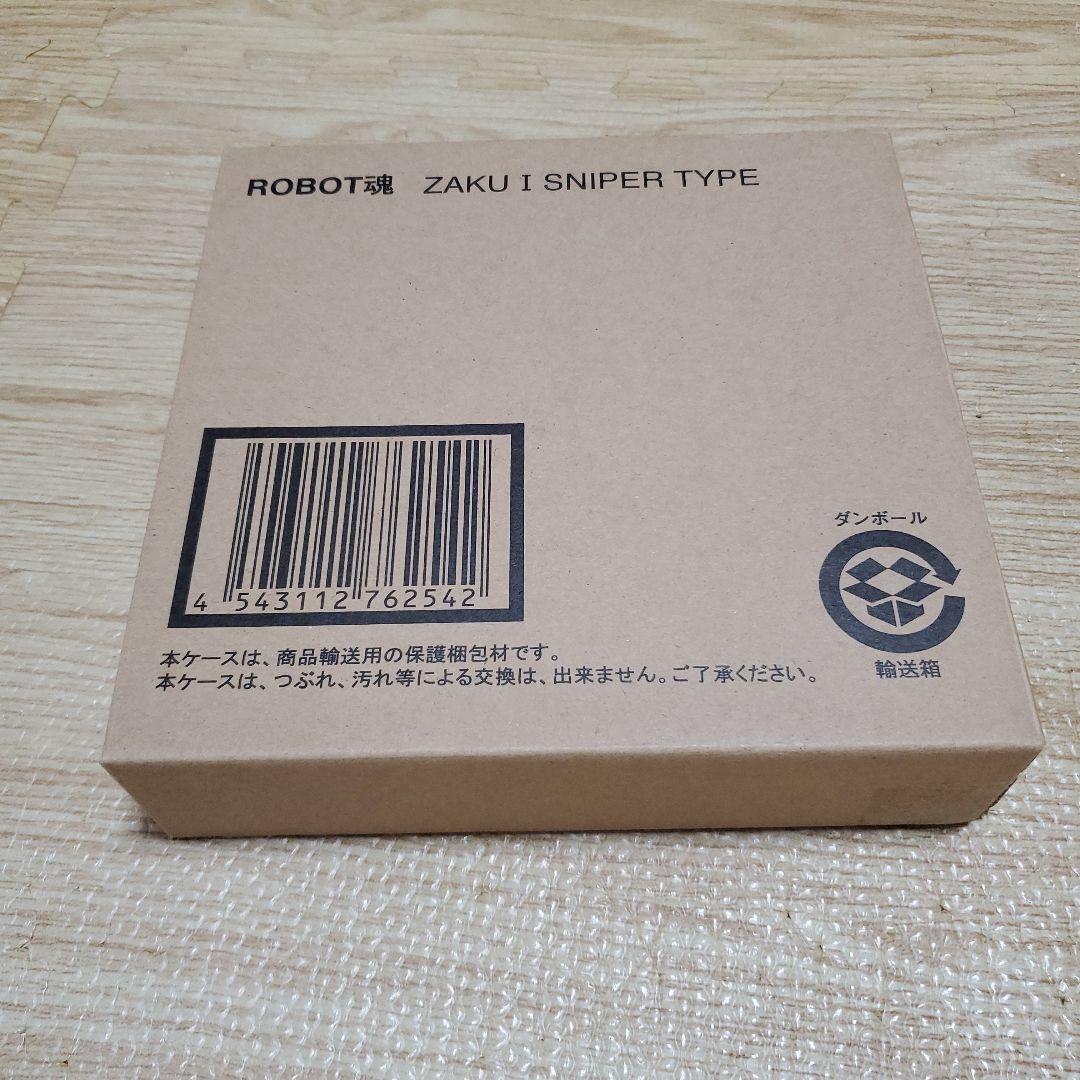 ROBOT魂 ZAKU I SNIPER TYPE
4 543112 762542
ダンボール
輸送箱
本ケースは、商品輸送用の保護梱包材です。
本ケースは、つぶれ、汚れ等による交換は、出来ません。ご了承ください。